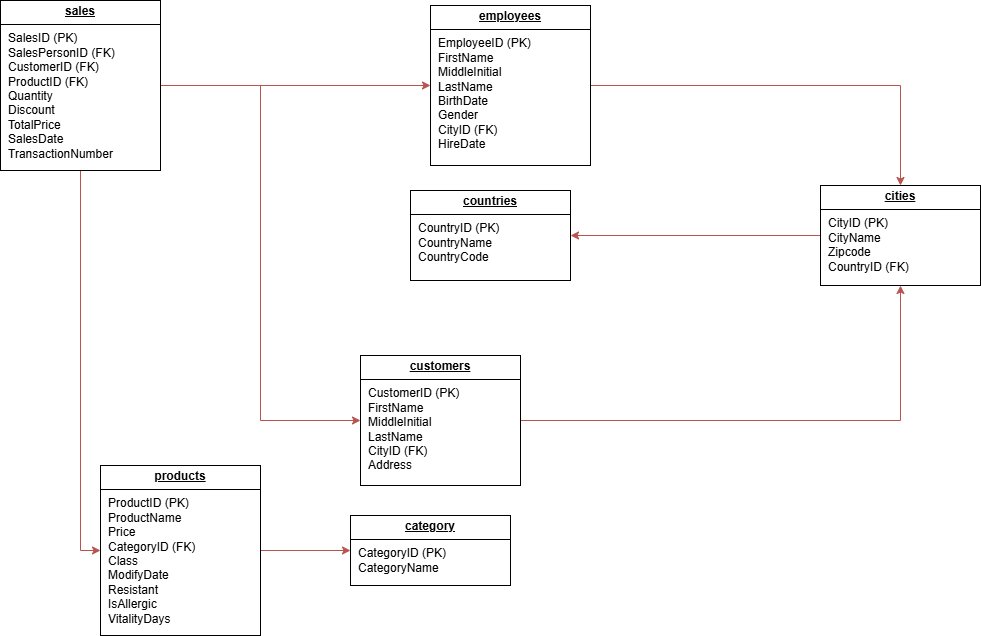 sales
SalesID (PK)
SalesPersonID (FK)
CustomerID (FK)
ProductID (FK)
Quantity
Discount
TotalPrice
SalesDate
TransactionNumber
employees
EmployeeID (PK)
FirstName
MiddleInitial
LastName
BirthDate
Gender
CityID (FK)
HireDate
countries
CountryID (PK)
CountryName
CountryCode
cities
CityID (PK)
CityName
Zipcode
CountryID (FK)
customers
CustomerID (PK)
FirstName
MiddleInitial
LastName
CityID (FK)
Address
products
ProductID (PK)
ProductName
Price
CategoryID (FK)
Class
ModifyDate
Resistant
IsAllergic
VitalityDays
category
CategoryID (PK)
CategoryName